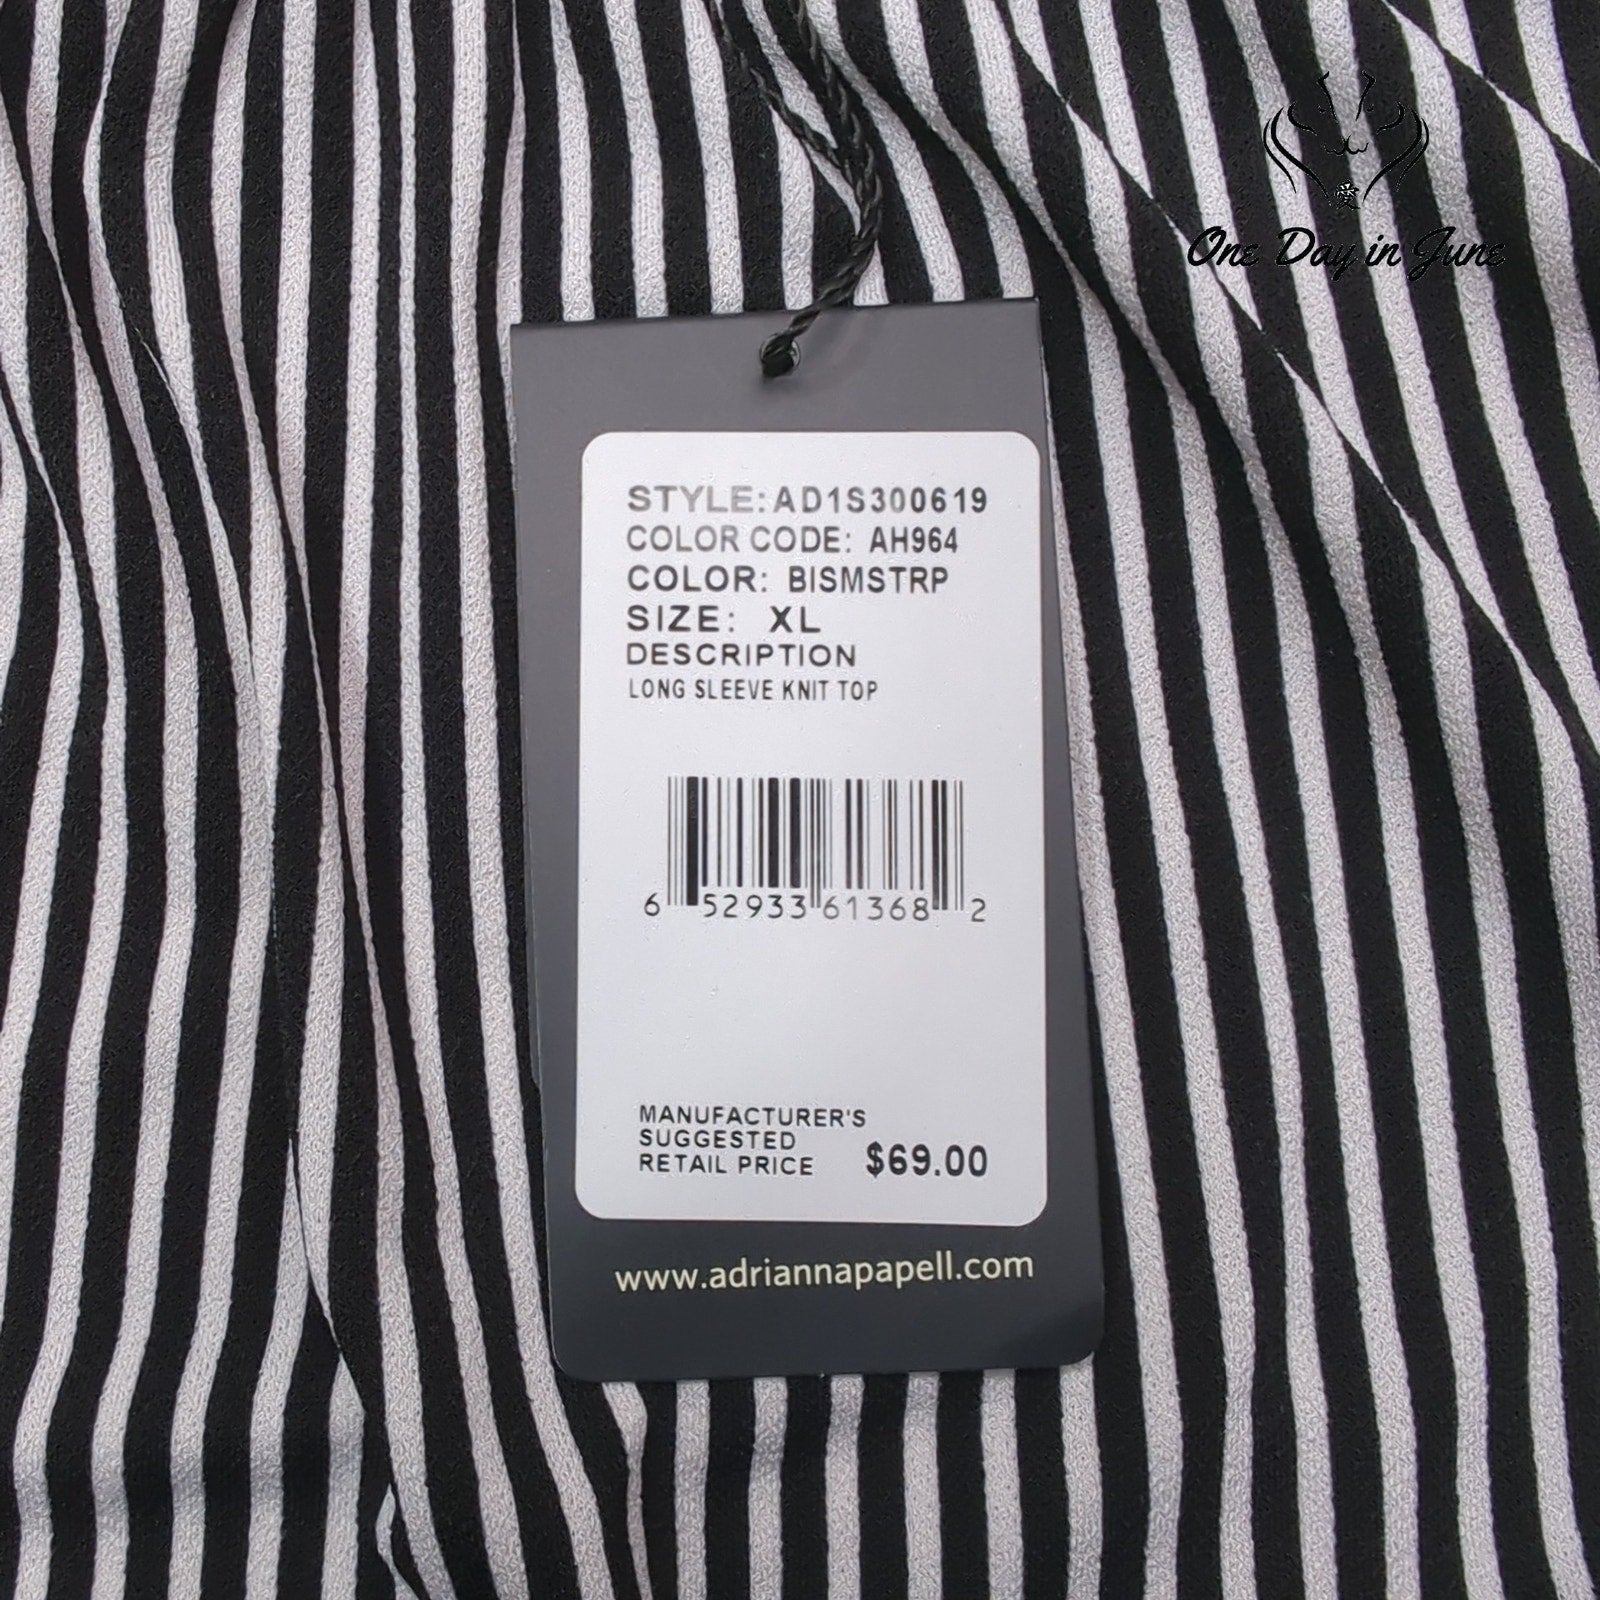 愛
One Day in June
STYLE: AD1S300619
COLOR CODE: AH964
COLOR: BISMSTRP
SIZE: XL
DESCRIPTION
LONG SLEEVE KNIT TOP
6 52933 61368 2
MANUFACTURER'S
SUGGESTED
RETAIL PRICE $69.00
www.adriannapapell.com